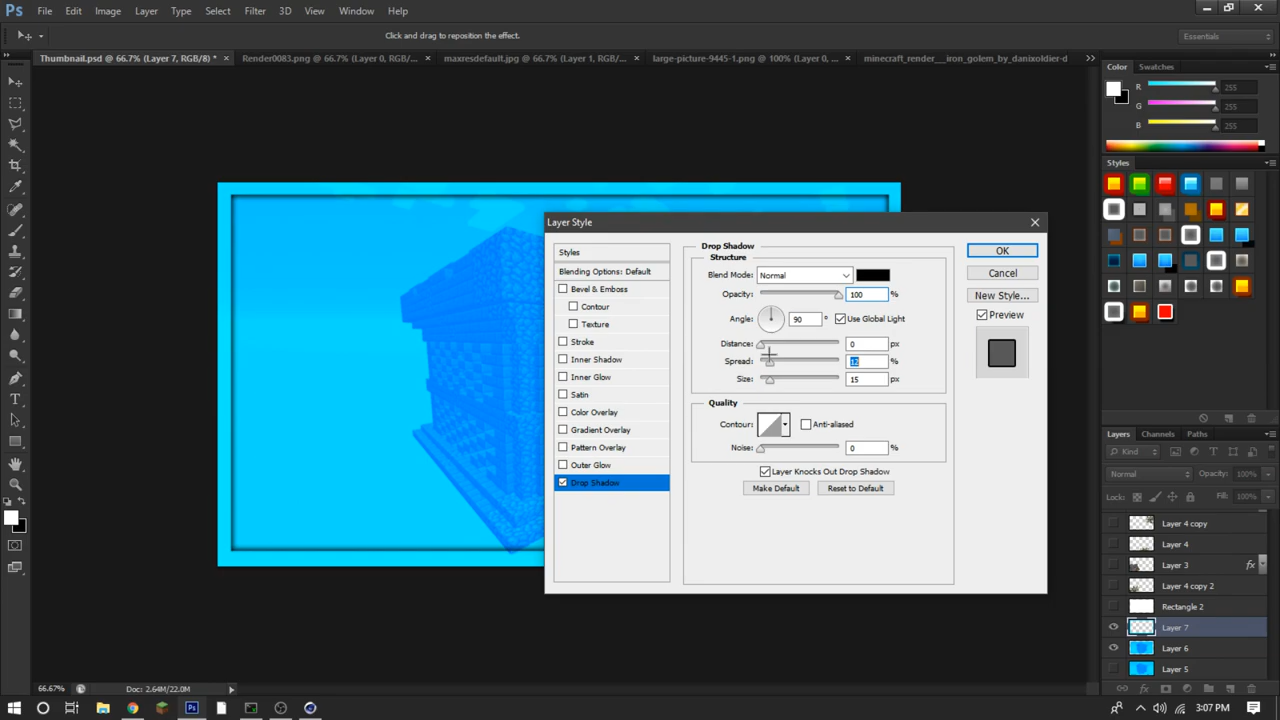 Ps File Edit Image Layer Type Select Filter 3D View Window Help
Click and drag to reposition the effect.
Essentials
Thumbnail.psd @ 66.7% (Layer 7, RGB/8) * × Render0083.png @ 66.7% (Layer 0, RGB/... × maxresdefault.jpg @ 66.7% (Layer 1, RGB/... × large-picture-9445-1.png @ 100% (Layer 0, ... × minecraft_render__iron_golem_by_danixoldier-d
Color Swatches
R 255
G 255
B 255
Styles
Layer Style
Styles
Blending Options: Default
Bevel & Emboss
Contour
Texture
Stroke
Inner Shadow
Inner Glow
Satin
Color Overlay
Gradient Overlay
Pattern Overlay
Outer Glow
Drop Shadow
Drop Shadow
Structure
Blend Mode: Normal
Opacity: 100 %
Angle: 90 ° Use Global Light
Distance: 0 px
Spread: 12 %
Size: 15 px
Quality
Contour: Anti-aliased
Noise: 0 %
Layer Knocks Out Drop Shadow
Make Default Reset to Default
OK
Cancel
New Style...
Preview
Layers Channels Paths
Kind
Normal Opacity: 100%
Lock: Fill: 100%
Layer 4 copy
Layer 4
Layer 3 fx
Layer 4 copy 2
Rectangle 2
Layer 7
Layer 6
Layer 5
66.67% Doc: 2.64M/22.0M
3:07 PM